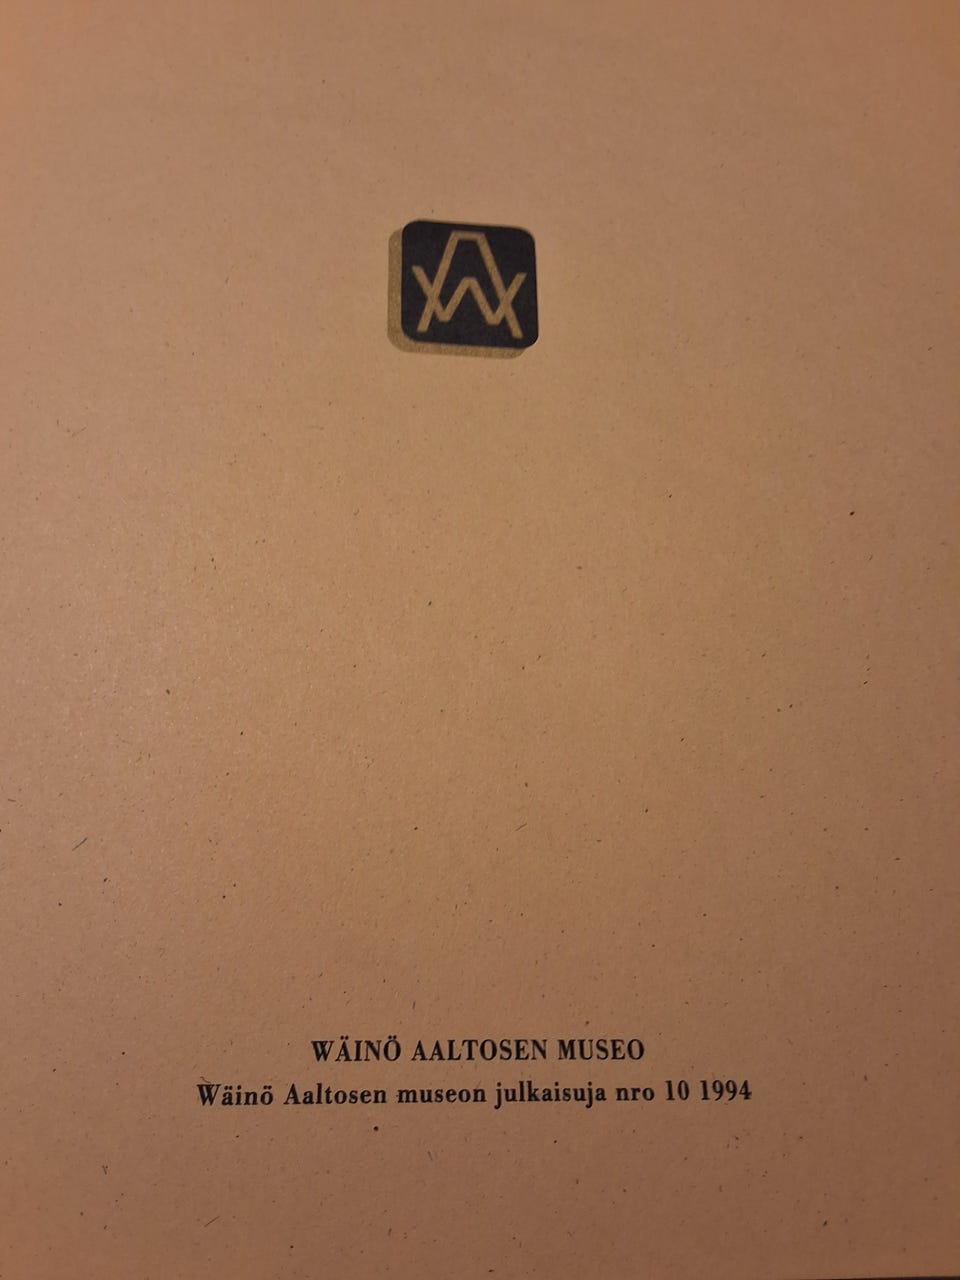 WÄINÖ AALTOSEN MUSEO
Wäinö Aaltosen museon julkaisuja nro 10 1994